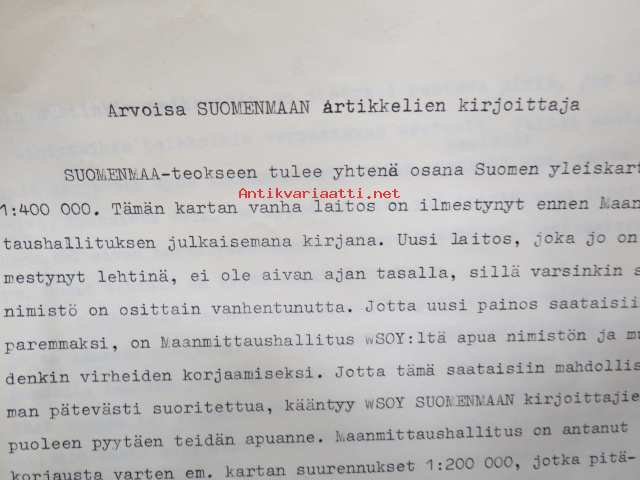 Arvoisa SUOMENMAAN artikkelien kirjoittaja
SUOMENMAA-teokseen tulee yhtenä osana Suomen yleiskart
Antikvariaatti.net
1:400 000. Tämän kartan vanha laitos on ilmestynyt ennen Maan
taushallituksen julkaisemana kirjana. Uusi laitos, joka jo on
mestynyt lehtinä, ei ole aivan ajan tasalla, sillä varsinkin s
nimistö on osittain vanhentunutta. Jotta uusi painos saataisii
paremmaksi, on Maanmittaushallitus WSOY:ltä apua nimistön ja mu
denkin virheiden korjaamiseksi. Jotta tämä saataisiin mahdollis
man pätevästi suoritettua, kääntyy WSOY SUOMENMAAN kirjoittajie
puoleen pyytäen teidän apuanne. Maanmittaushallitus on antanut
korjausta varten em. kartan suurennukset 1:200 000, jotka pitä-